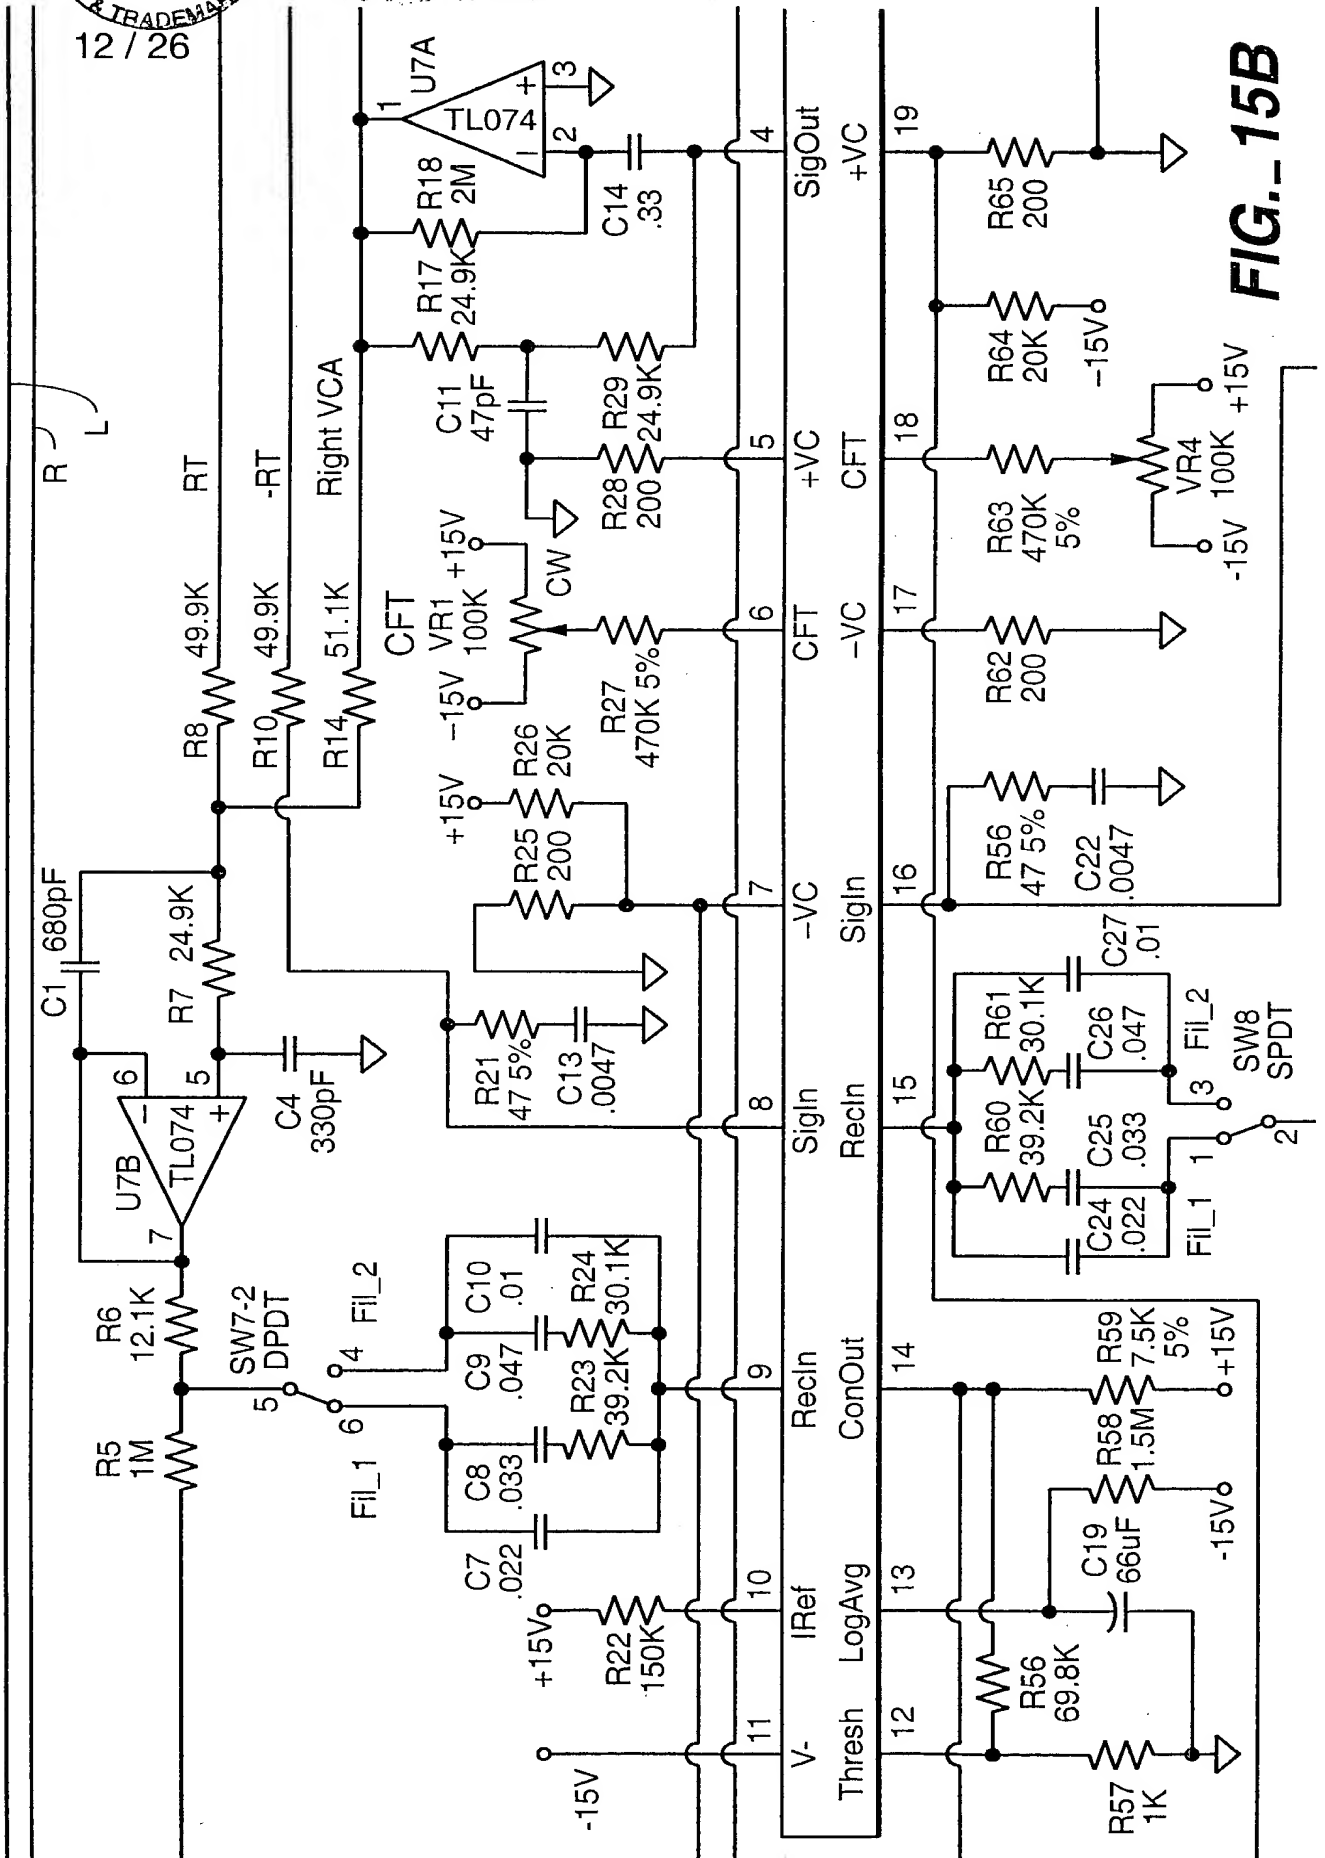 & TRADEMA
12 / 26
FIG._15B
R
L
C1 680pF
RT
-RT
Right VCA
R8 49.9K
R10 49.9K
R14 51.1K
R7 24.9K
6
5
7
U7B
TL074
−
+
C4
330pF
R6
12.1K
R5
1M
SW7-2
DPDT
5
4
6
Fil_2
Fil_1
C10
.01
C9
.047
R24
30.1K
R23
39.2K
C8
.033
C7
.022
+15V
R22
150K
-15V
R21
47 5%
C13
.0047
+15V
R26
20K
R25
200
CFT
VR1
100K
−15V
+15V
CW
R27
470K 5%
R28
200
R29
24.9K
C11
47pF
R17
24.9K
R18
2M
C14
.33
U7A
TL074
1
2
3
−
+
11
10
9
8
7
6
5
4
V-
IRef
RecIn
SigIn
−VC
CFT
+VC
SigOut
Thresh
LogAvg
ConOut
RecIn
SigIn
−VC
CFT
+VC
12
13
14
15
16
17
18
19
R57
1K
R56
69.8K
C19
66uF
R58
1.5M
-15V
R59
7.5K
5%
+15V
C24
.022
C25
.033
R60
39.2K
R61
30.1K
C26
.047
C27
.01
Fil_1
Fil_2
1
3
2
SW8
SPDT
R56
47 5%
C22
.0047
R62
200
R63
470K
5%
VR4
100K
-15V
+15V
R64
20K
−15V
R65
200